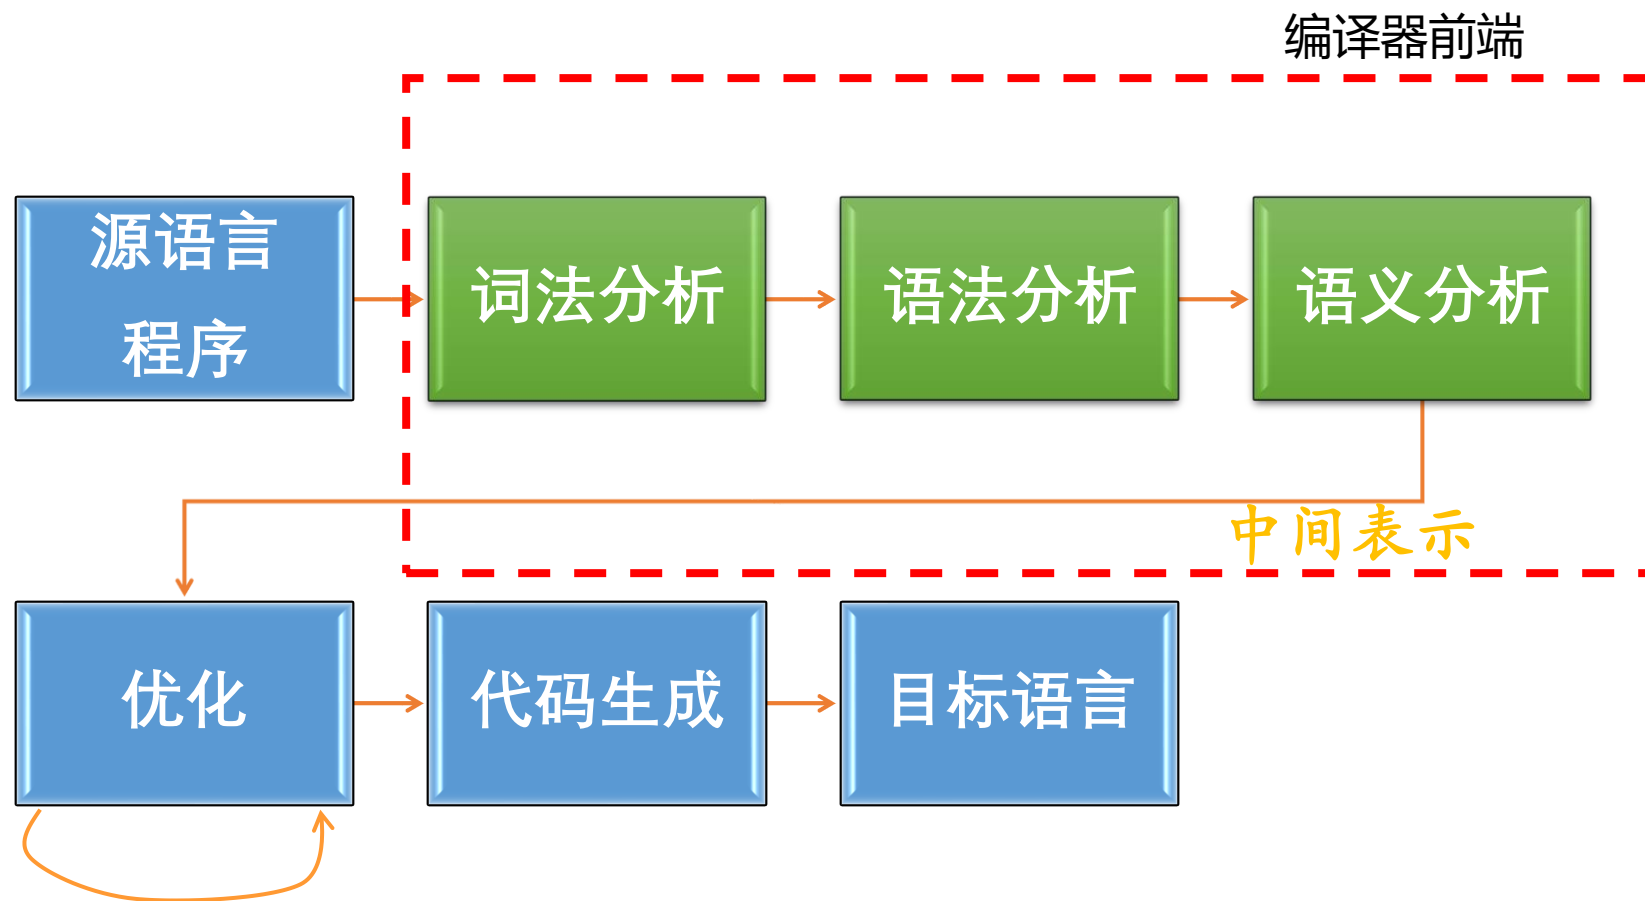 编译器前端
源语言
程序
词法分析
语法分析
语义分析
中间表示
优化
代码生成
目标语言